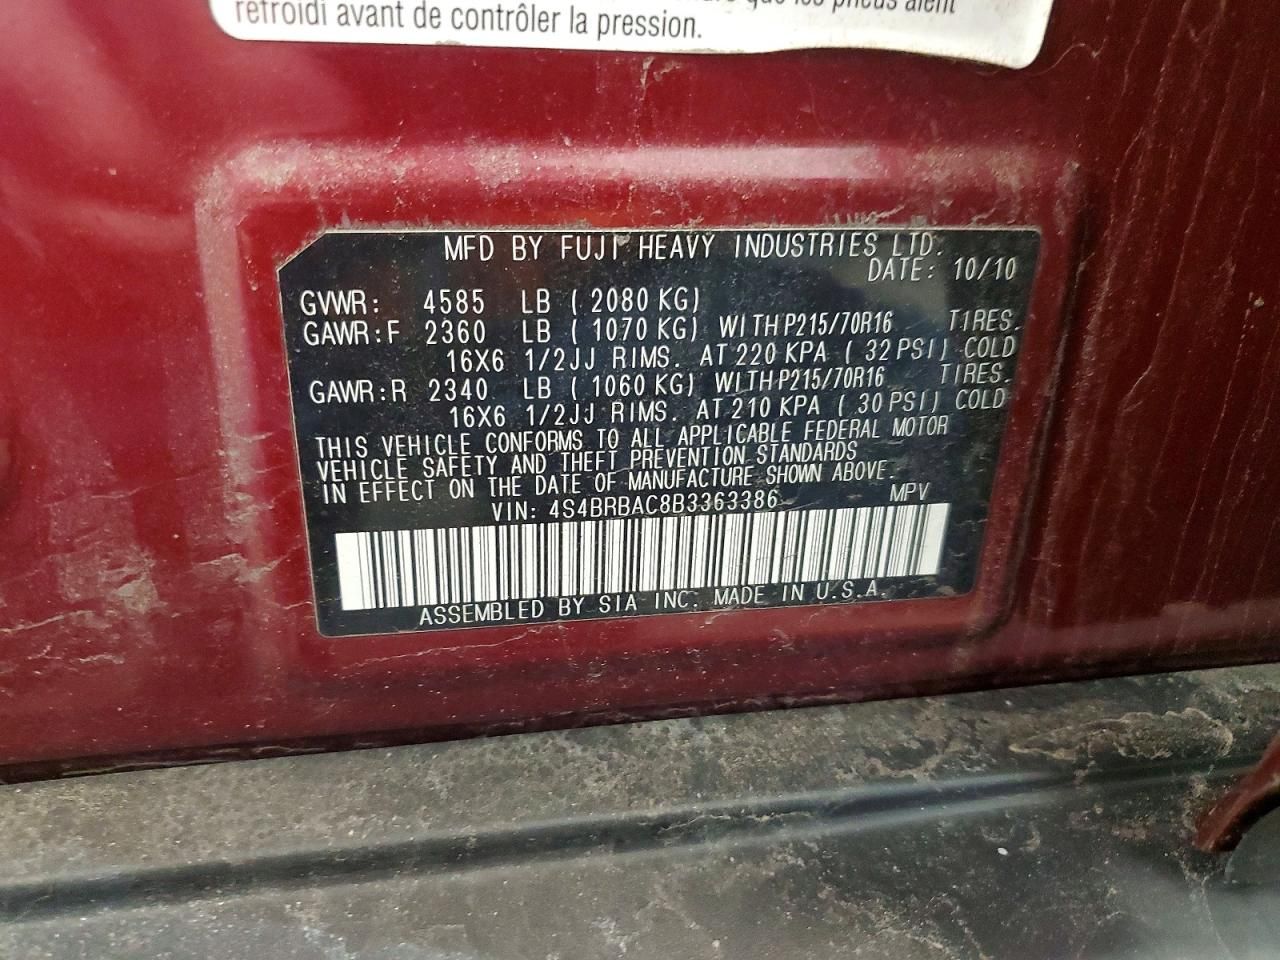 que les pneus aient
refroidi avant de contrôler la pression.
MFD BY FUJI HEAVY INDUSTRIES LTD.
DATE: 10/10
GVWR: 4585 LB (2080 KG)
GAWR:F 2360 LB (1070 KG) WITH P215/70R16 TIRES.
16X6 1/2JJ RIMS. AT 220 KPA (32 PSI) COLD
GAWR:R 2340 LB (1060 KG) WITH P215/70R16 TIRES.
16X6 1/2JJ RIMS. AT 210 KPA (30 PSI) COLD
THIS VEHICLE CONFORMS TO ALL APPLICABLE FEDERAL MOTOR
VEHICLE SAFETY AND THEFT PREVENTION STANDARDS
IN EFFECT ON THE DATE OF MANUFACTURE SHOWN ABOVE.
VIN: 4S4BRBAC8B3363386 MPV
ASSEMBLED BY SIA INC. MADE IN U.S.A.